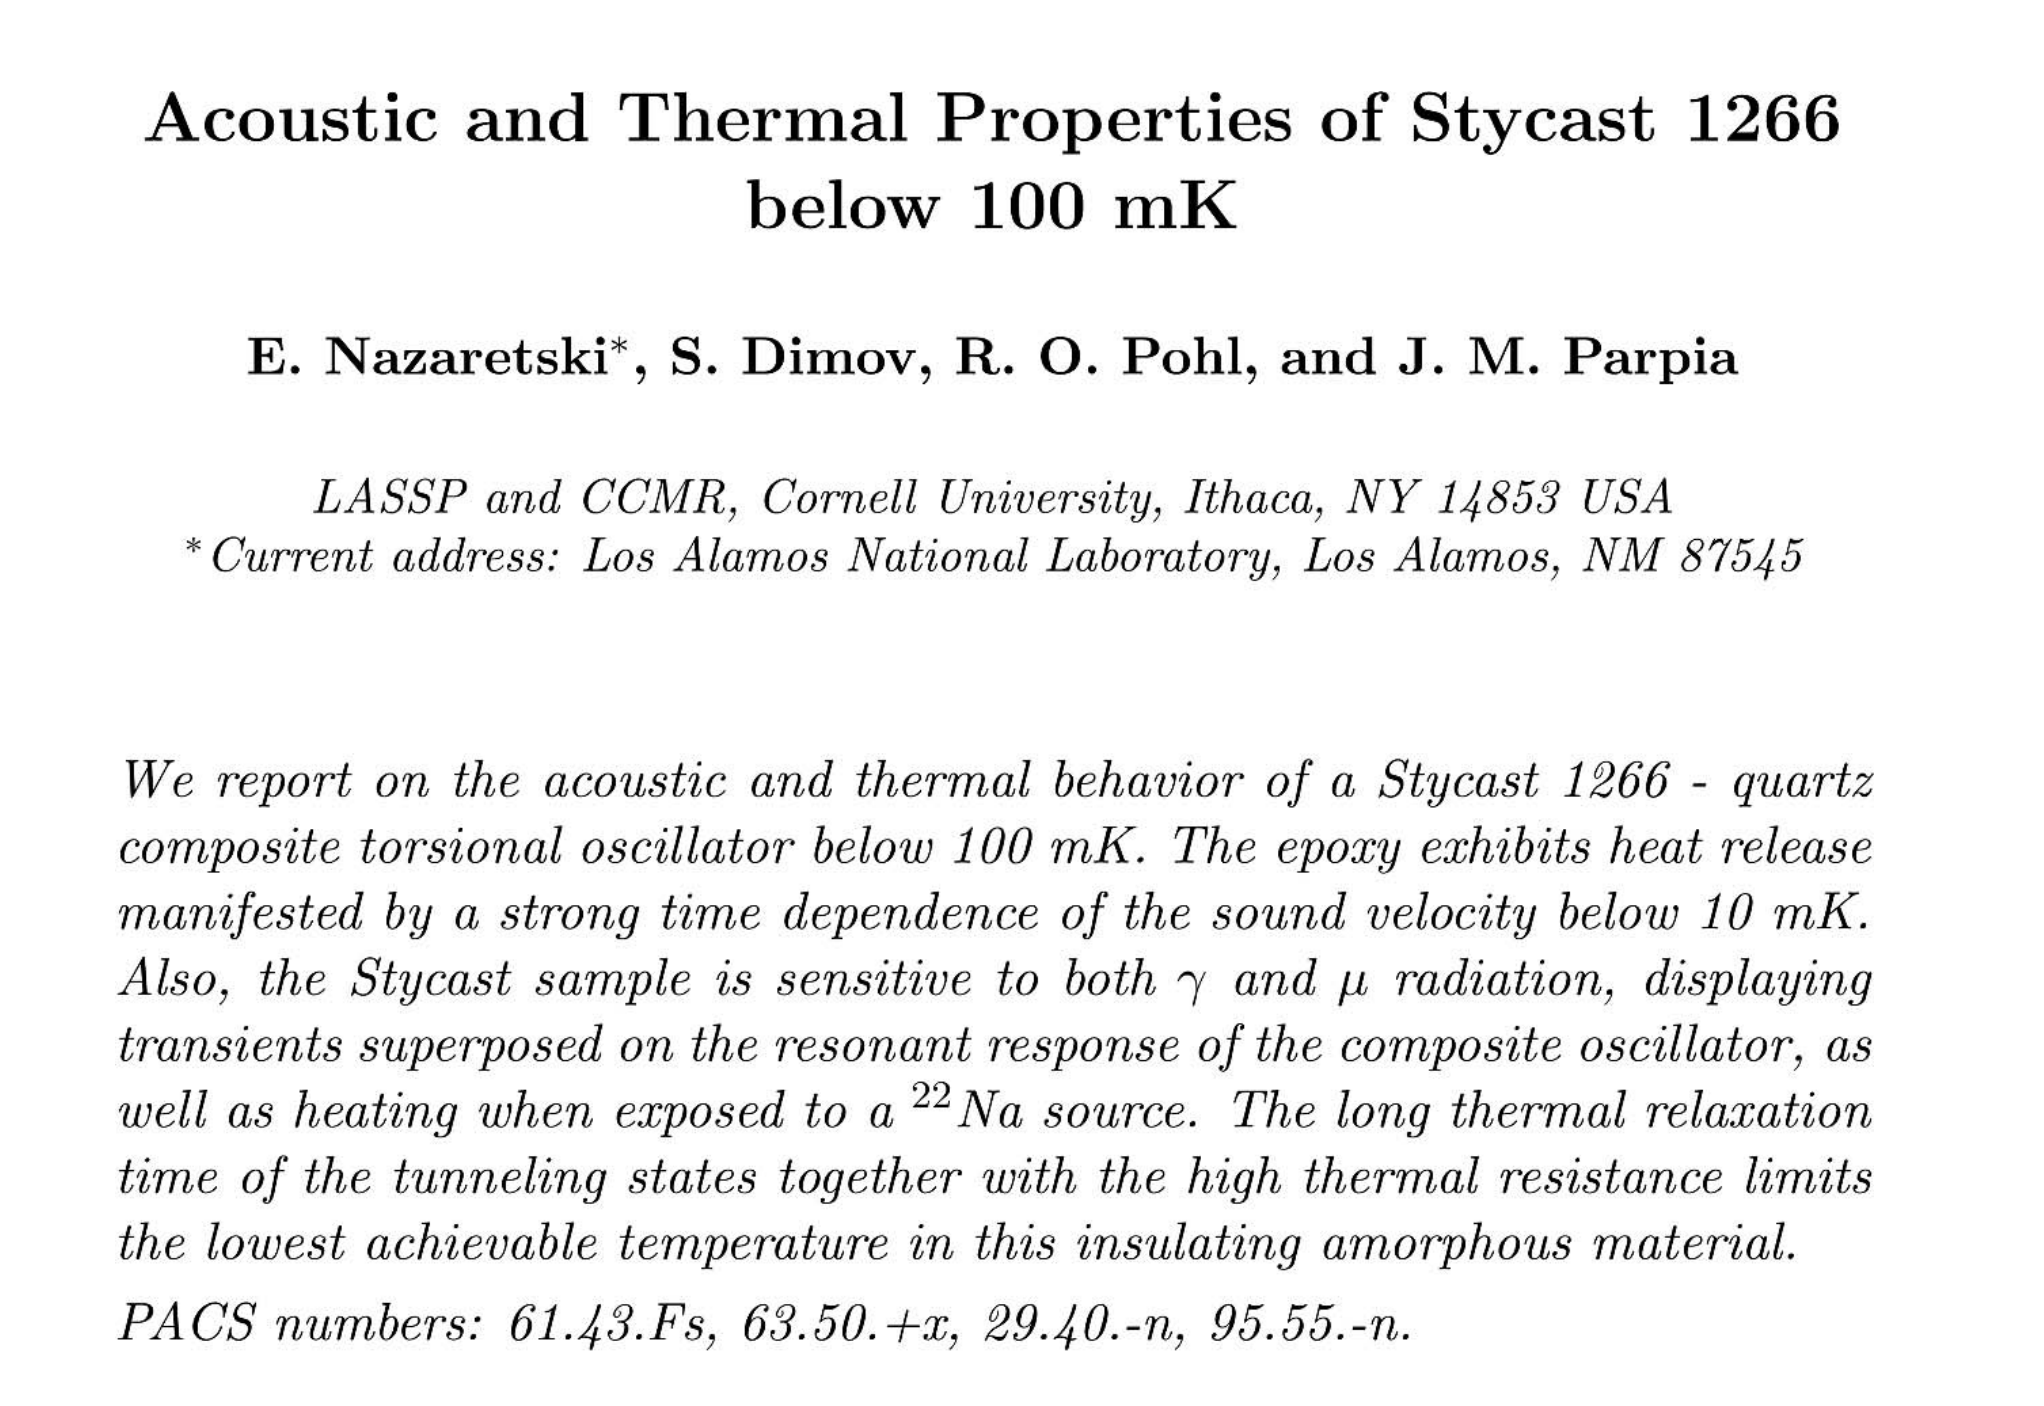 Acoustic and Thermal Properties of Stycast 1266
below 100 mK
E. Nazaretski*, S. Dimov, R. O. Pohl, and J. M. Parpia
LASSP and CCMR, Cornell University, Ithaca, NY 14853 USA
*Current address: Los Alamos National Laboratory, Los Alamos, NM 87545
We report on the acoustic and thermal behavior of a Stycast 1266 - quartz
composite torsional oscillator below 100 mK. The epoxy exhibits heat release
manifested by a strong time dependence of the sound velocity below 10 mK.
Also, the Stycast sample is sensitive to both γ and μ radiation, displaying
transients superposed on the resonant response of the composite oscillator, as
well as heating when exposed to a ²²Na source. The long thermal relaxation
time of the tunneling states together with the high thermal resistance limits
the lowest achievable temperature in this insulating amorphous material.
PACS numbers: 61.43.Fs, 63.50.+x, 29.40.-n, 95.55.-n.